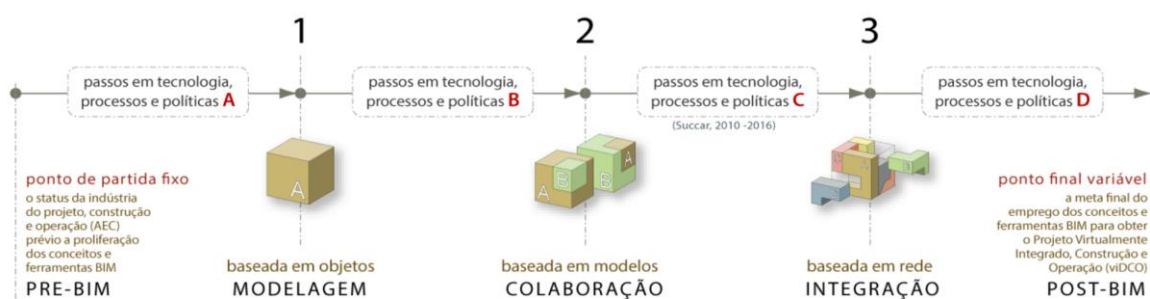 1
2
3
passos em tecnologia,
processos e políticas A
passos em tecnologia,
processos e políticas B
passos em tecnologia,
processos e políticas C
(Succar, 2010 -2016)
passos em tecnologia,
processos e políticas D
ponto de partida fixo
o status da indústria
do projeto, construção
e operação (AEC)
prévio a proliferação
dos conceitos e
ferramentas BIM
PRE-BIM
A
baseada em objetos
MODELAGEM
A
B
A
B
baseada em modelos
COLABORAÇÃO
baseada em rede
INTEGRAÇÃO
ponto final variável
a meta final do
emprego dos conceitos e
ferramentas BIM para obter
o Projeto Virtualmente
Integrado, Construção e
Operação (viDCO)
POST-BIM